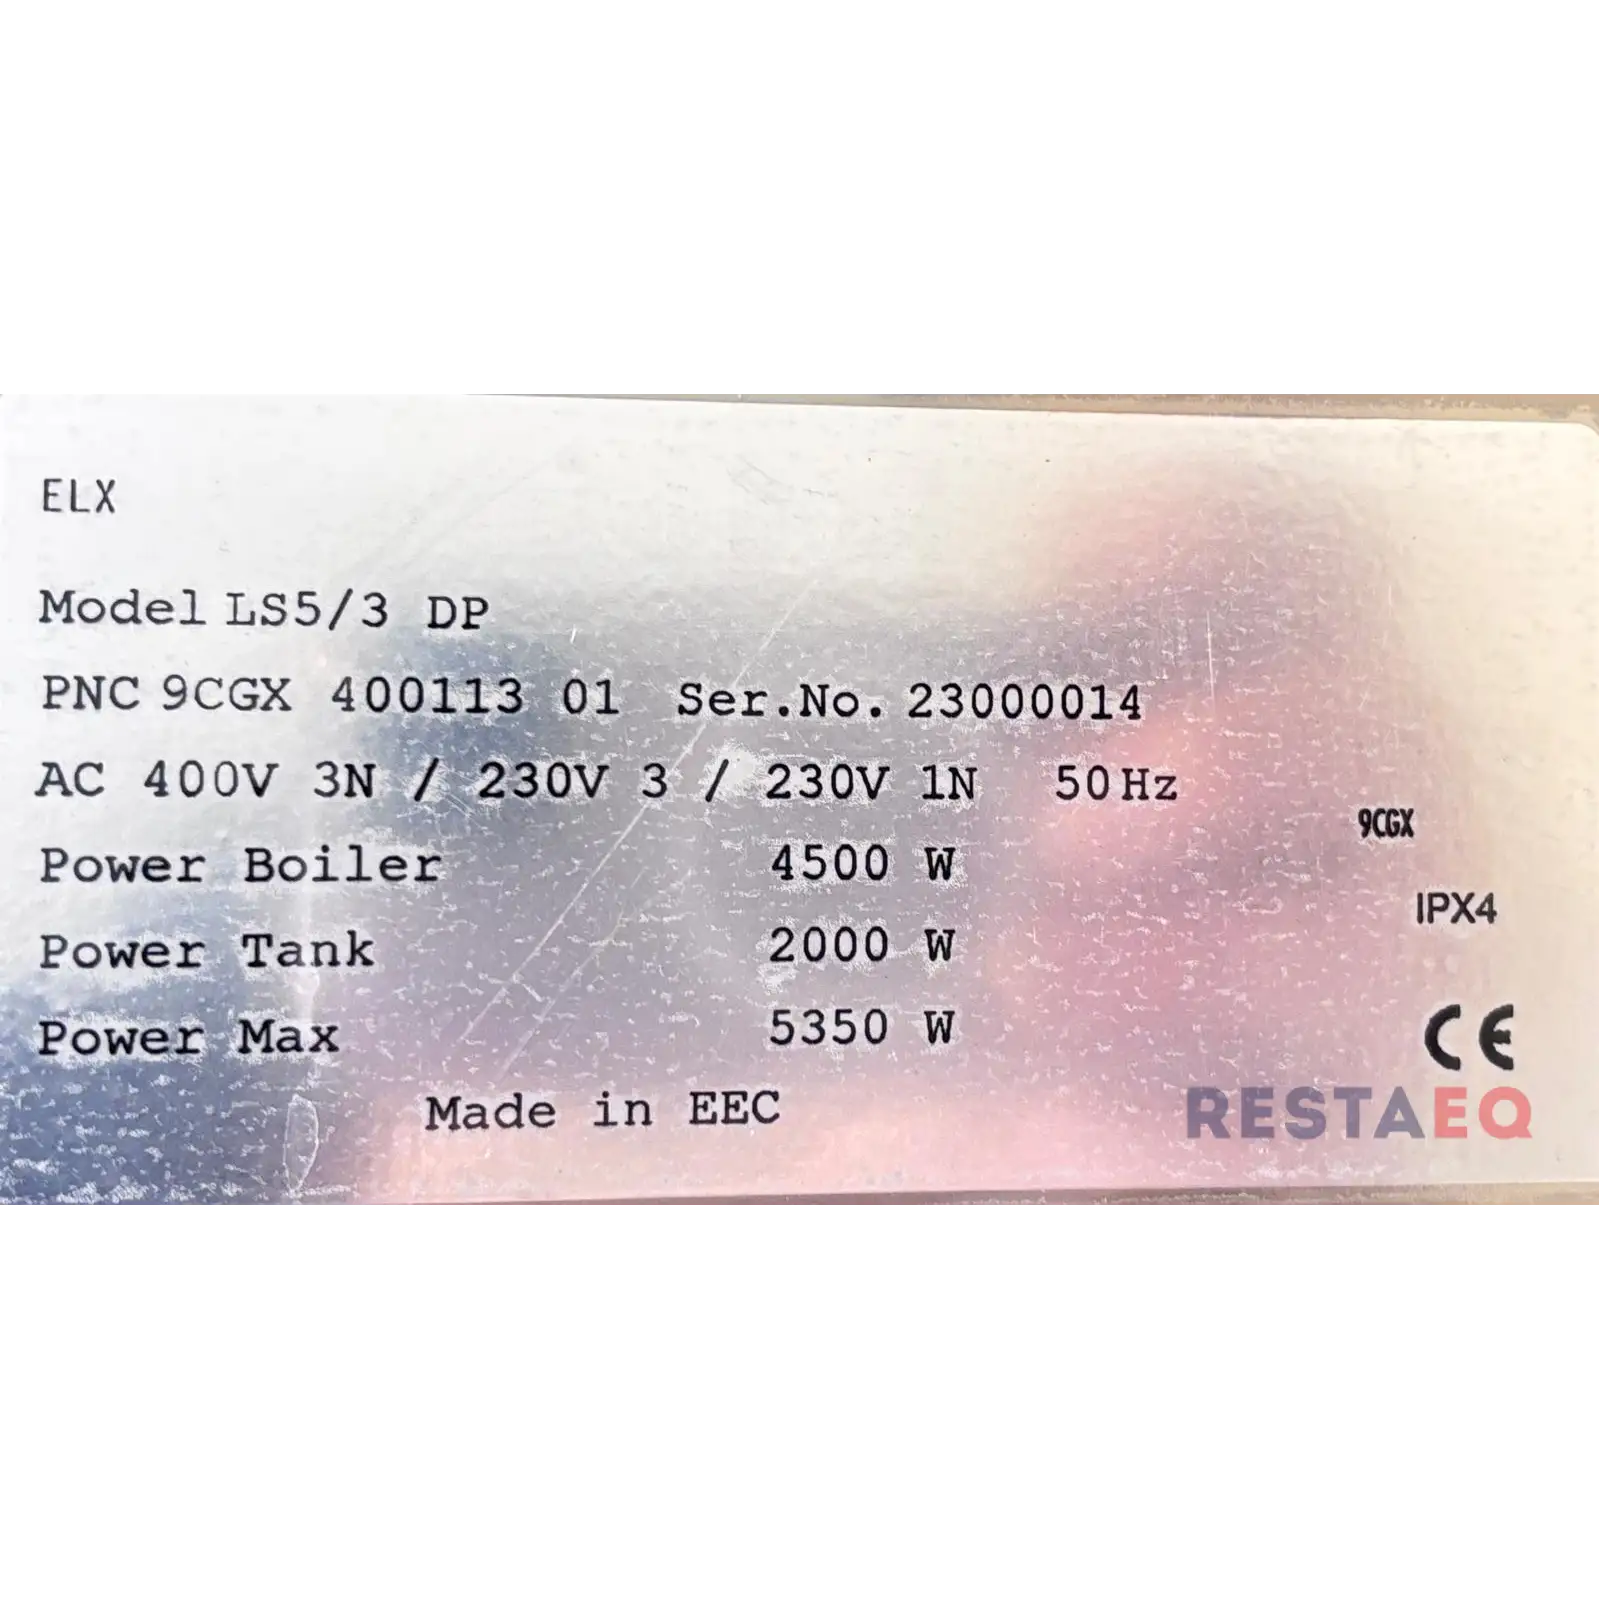 ELX
Model LS5/3 DP
PNC 9CGX 400113 01 Ser.No. 23000014
AC 400V 3N / 230V 3 / 230V 1N 50Hz
9CGX
Power Boiler 4500 W
IPX4
Power Tank 2000 W
Power Max 5350 W
CE
Made in EEC
RESTAEQ